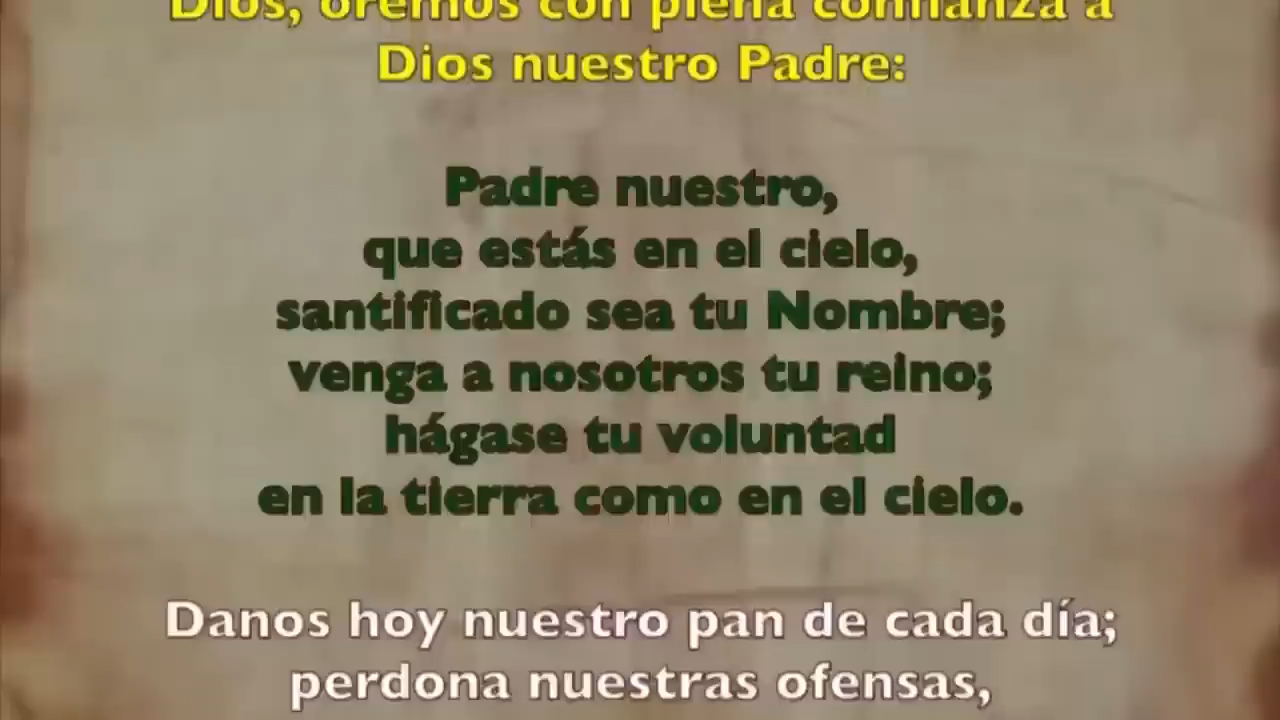 Dios, oremos con plena confianza a
Dios nuestro Padre:
Padre nuestro,
que estás en el cielo,
santificado sea tu Nombre;
venga a nosotros tu reino;
hágase tu voluntad
en la tierra como en el cielo.
Danos hoy nuestro pan de cada día;
perdona nuestras ofensas,